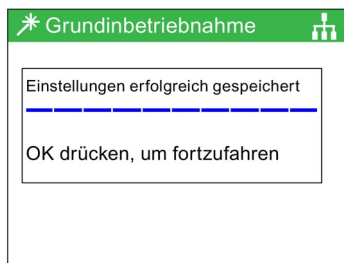 Grundinbetriebnahme
Einstellungen erfolgreich gespeichert
OK drücken, um fortzufahren